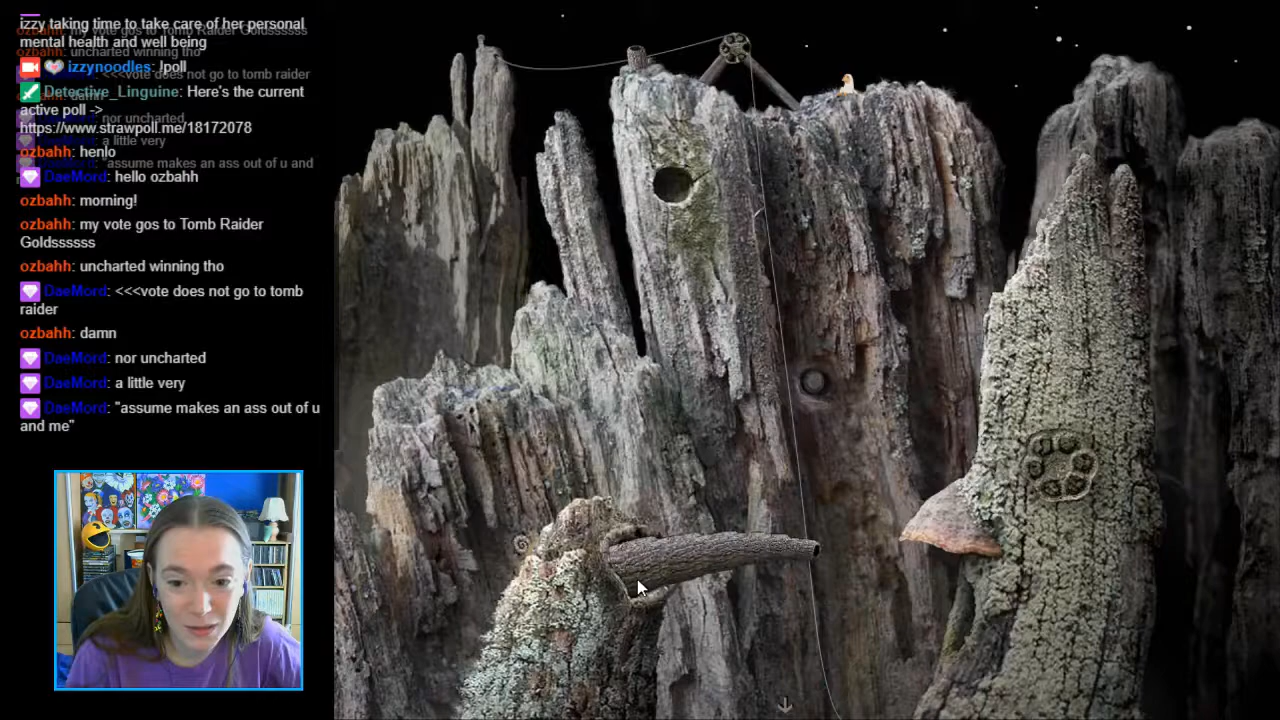 izzy taking time to take care of her personal
mental health and well being
izzynoodles: !poll
Detective_Linguine: Here's the current
active poll ->
https://www.strawpoll.me/18172078
ozbahh: henlo
DaeMord: hello ozbahh
ozbahh: morning!
ozbahh: my vote gos to Tomb Raider
Goldssssss
ozbahh: uncharted winning tho
DaeMord: <<<vote does not go to tomb
raider
ozbahh: damn
DaeMord: nor uncharted
DaeMord: a little very
DaeMord: "assume makes an ass out of u
and me"